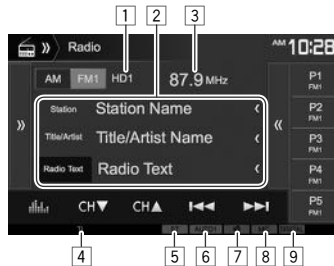 1 2 3
Radio AM 10:28
AM FM1 HD1 87.9 MHz
P1
FM1
Station Station Name
P2
FM1
Title/Artist Title/Artist Name
P3
FM1
Radio Text Radio Text
P4
FM1
CH▼ CH▲
P5
FM1
TI
4 5 6 7 8 9